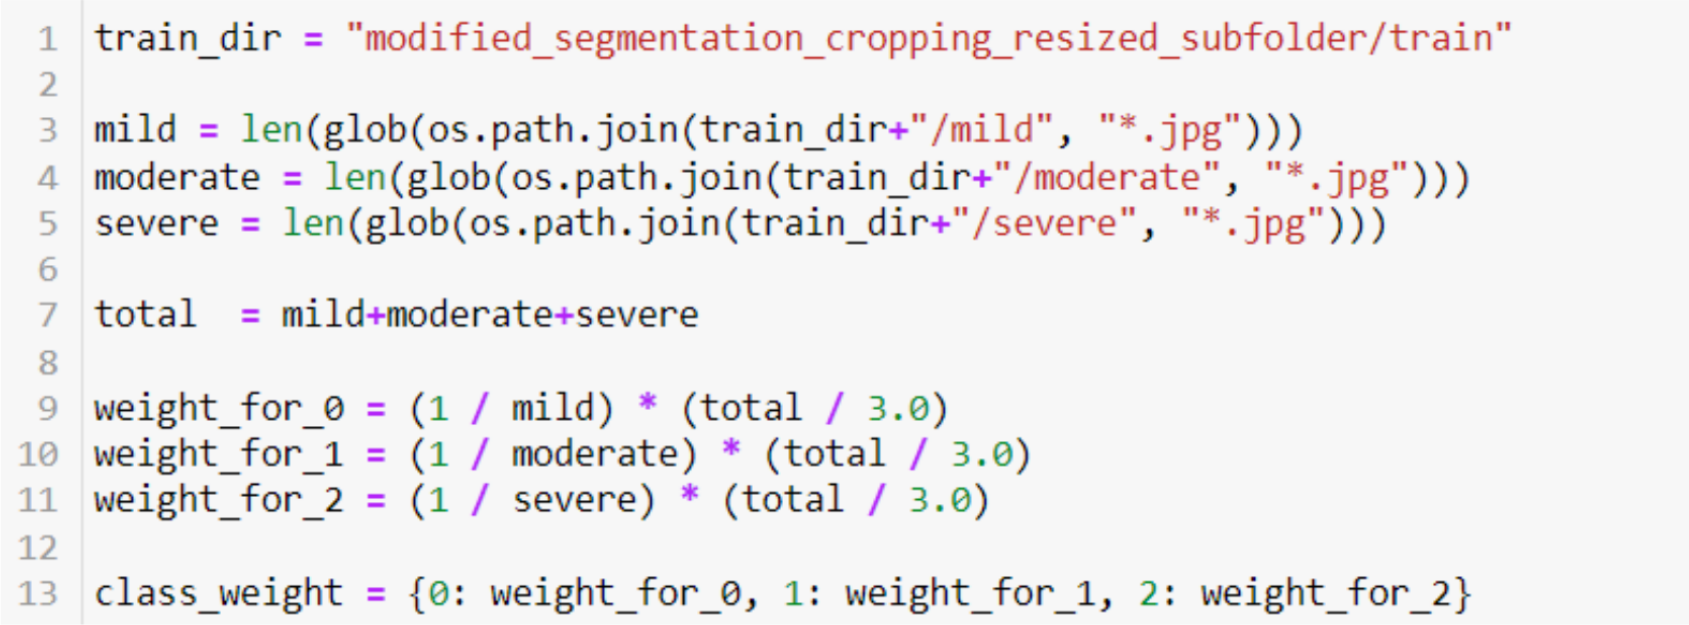 1 train_dir = "modified_segmentation_cropping_resized_subfolder/train"
2
3 mild = len(glob(os.path.join(train_dir+"/mild", "*.jpg")))
4 moderate = len(glob(os.path.join(train_dir+"/moderate", "*.jpg")))
5 severe = len(glob(os.path.join(train_dir+"/severe", "*.jpg")))
6
7 total  = mild+moderate+severe
8
9 weight_for_0 = (1 / mild) * (total / 3.0)
10 weight_for_1 = (1 / moderate) * (total / 3.0)
11 weight_for_2 = (1 / severe) * (total / 3.0)
12
13 class_weight = {0: weight_for_0, 1: weight_for_1, 2: weight_for_2}